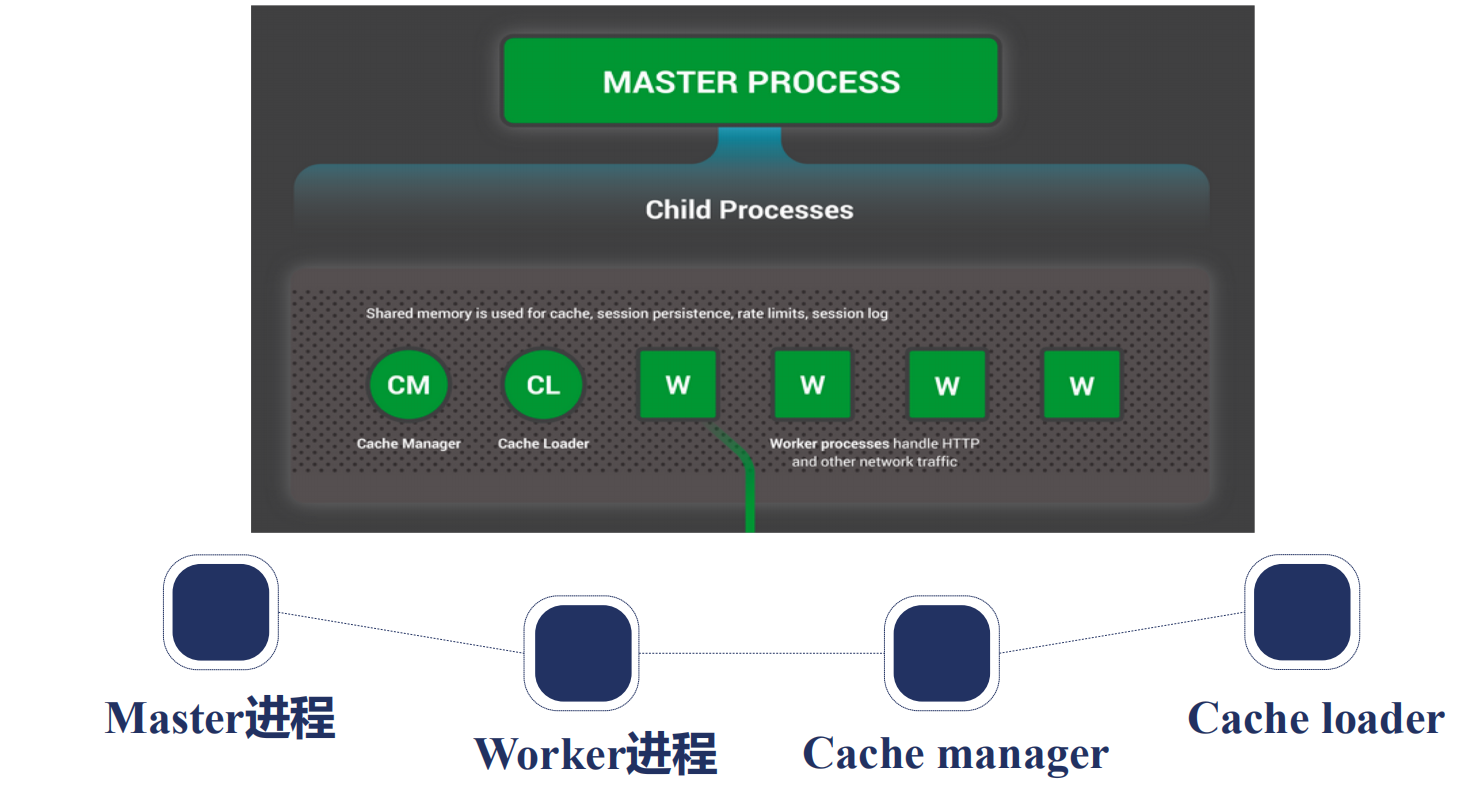 MASTER PROCESS
Child Processes
Shared memory is used for cache, session persistence, rate limits, session log
CM
CL
W
W
W
W
Cache Manager
Cache Loader
Worker processes handle HTTP
and other network traffic
Master进程
Worker进程
Cache manager
Cache loader